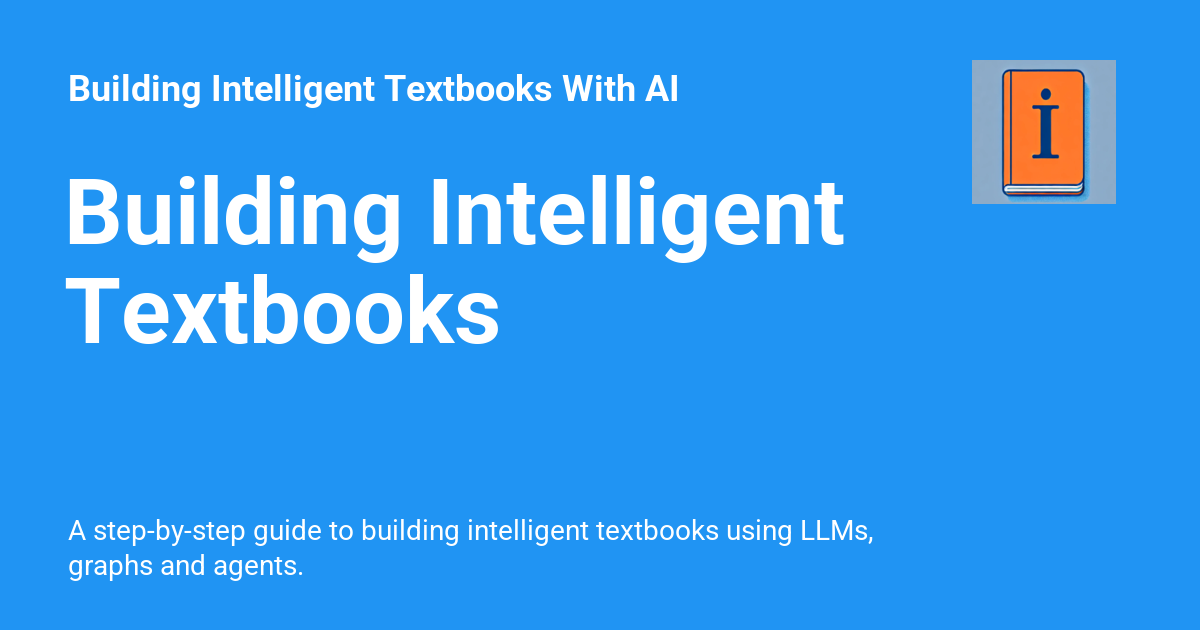 Building Intelligent Textbooks With AI
i
Building Intelligent
Textbooks
A step-by-step guide to building intelligent textbooks using LLMs,
graphs and agents.